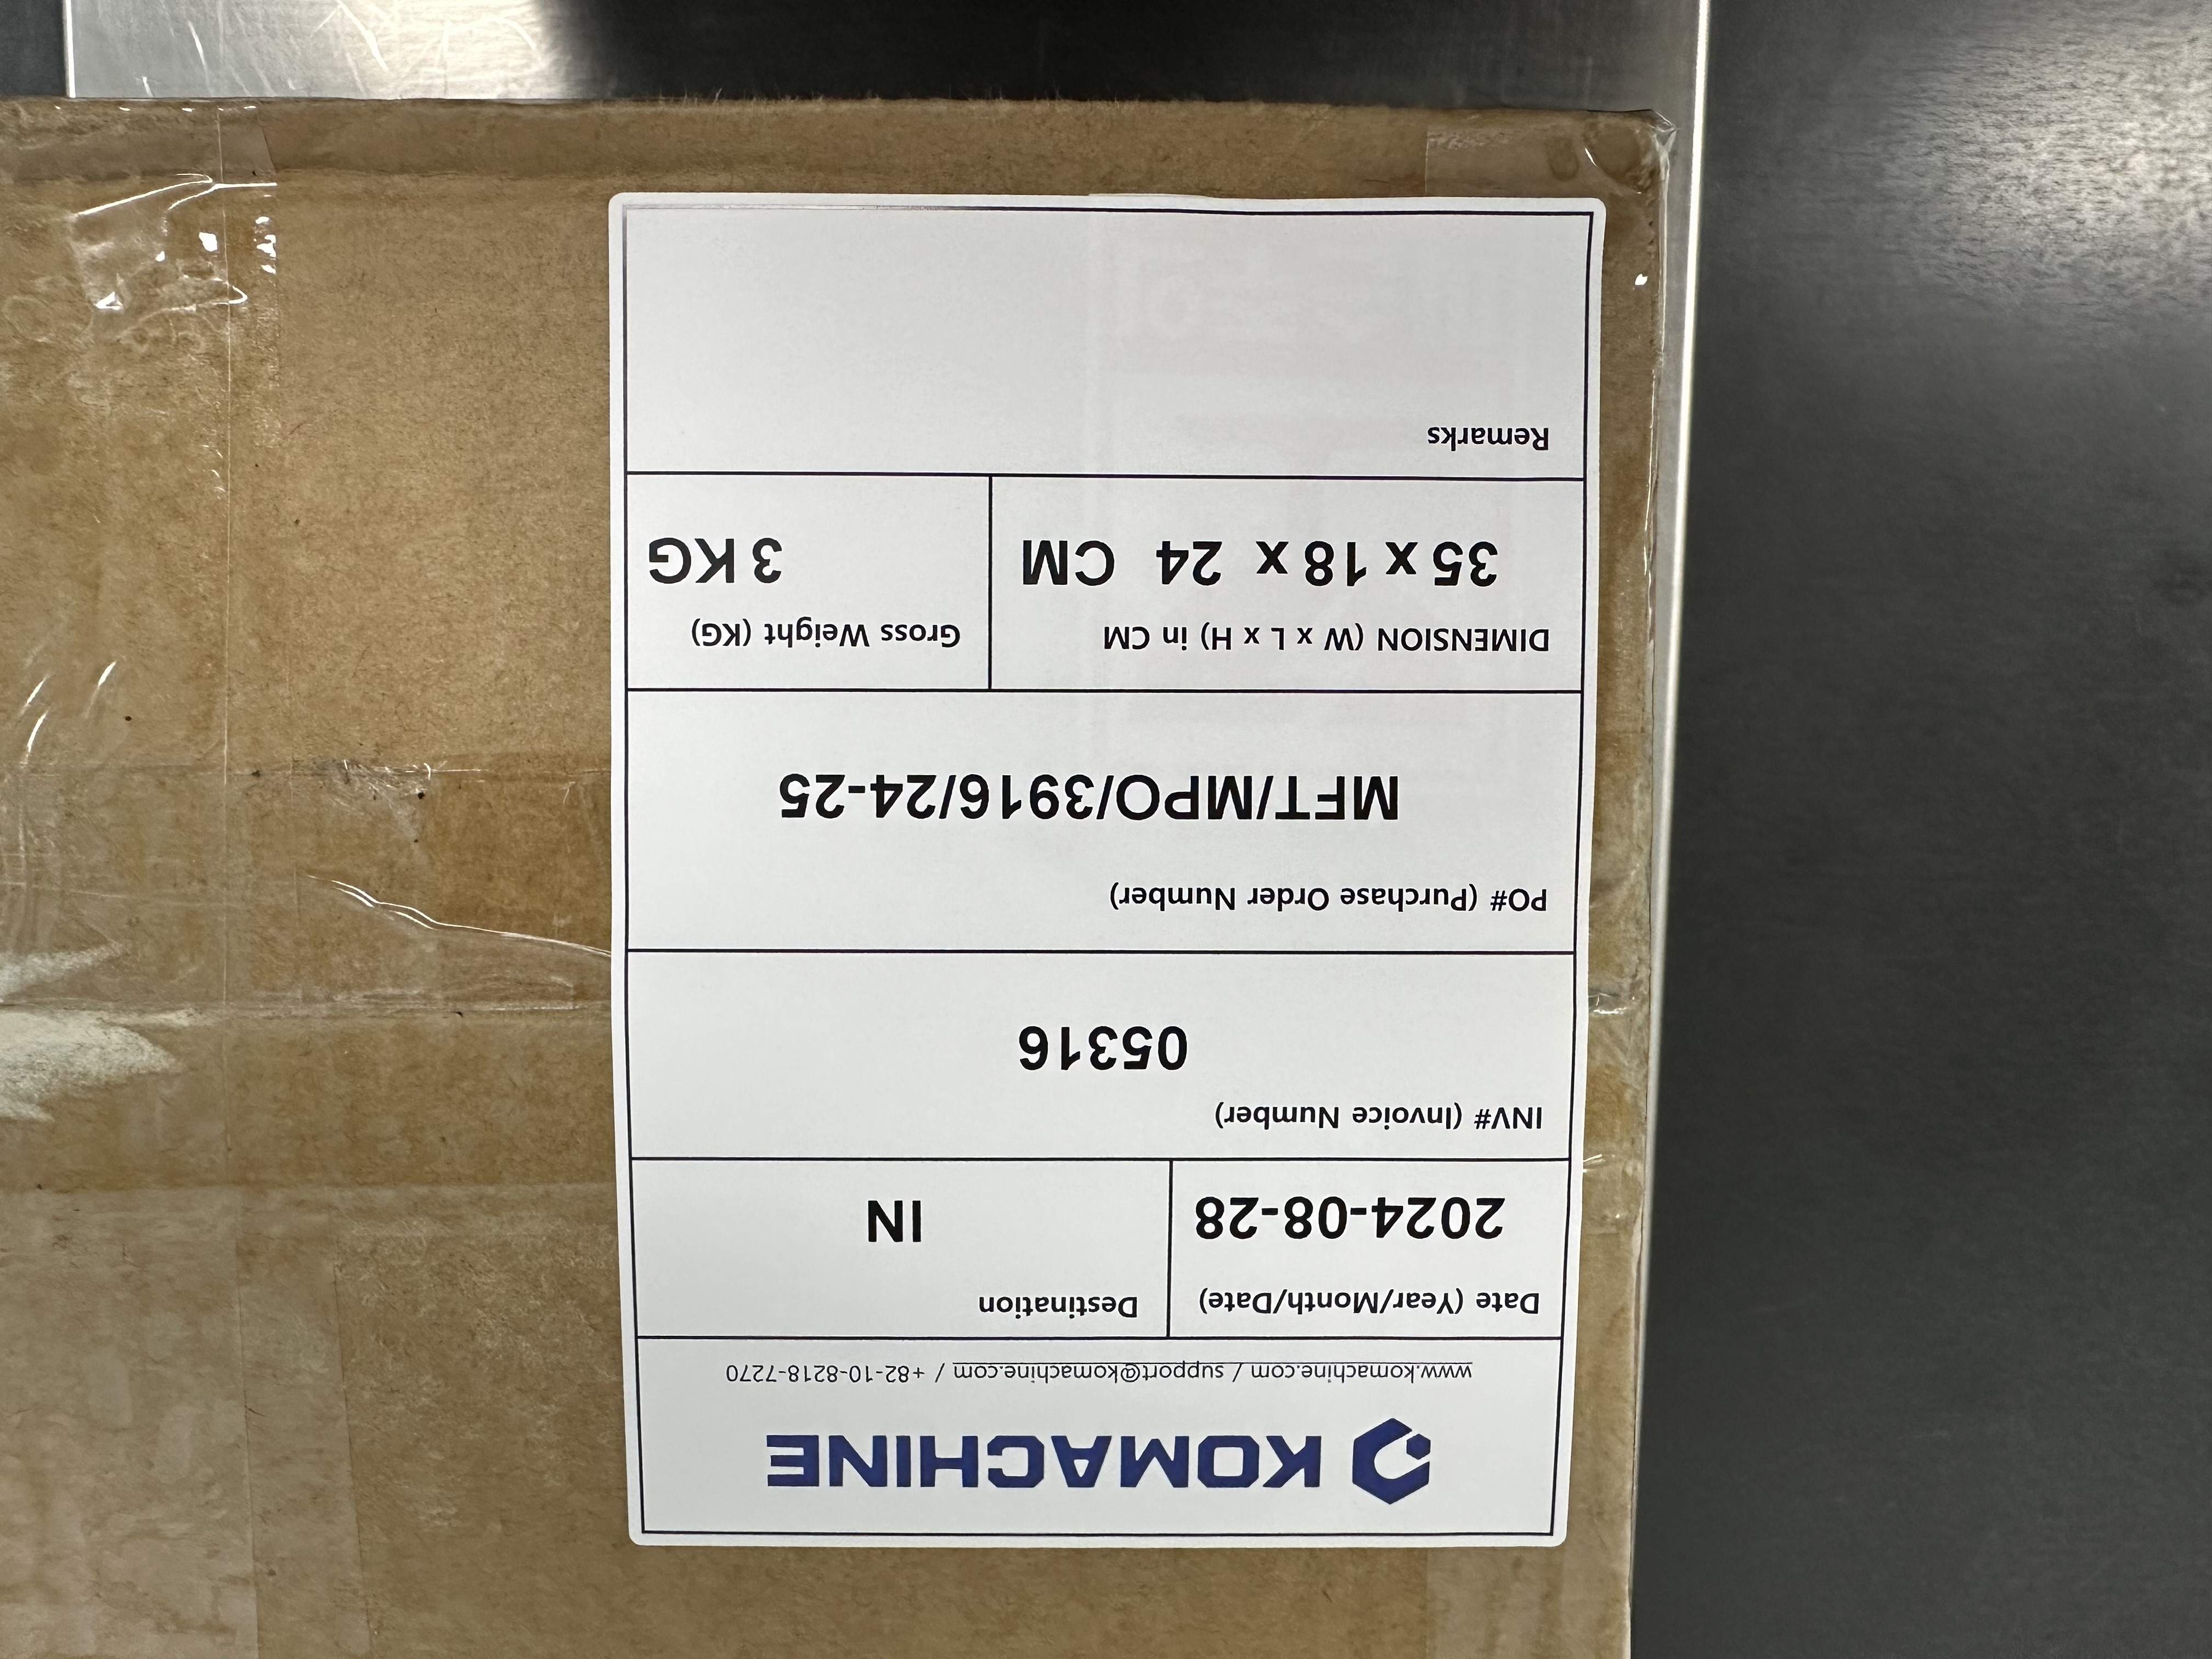 KOMACHINE
www.komachine.com / support@komachine.com / +82-10-8218-7270
Date (Year/Month/Date)
2024-08-28
Destination
IN
INV# (Invoice Number)
05316
PO# (Purchase Order Number)
MFT/MPO/3916/24-25
DIMENSION (W x L x H) in CM
35 x 18 x 24 CM
Gross Weight (KG)
3 KG
Remarks